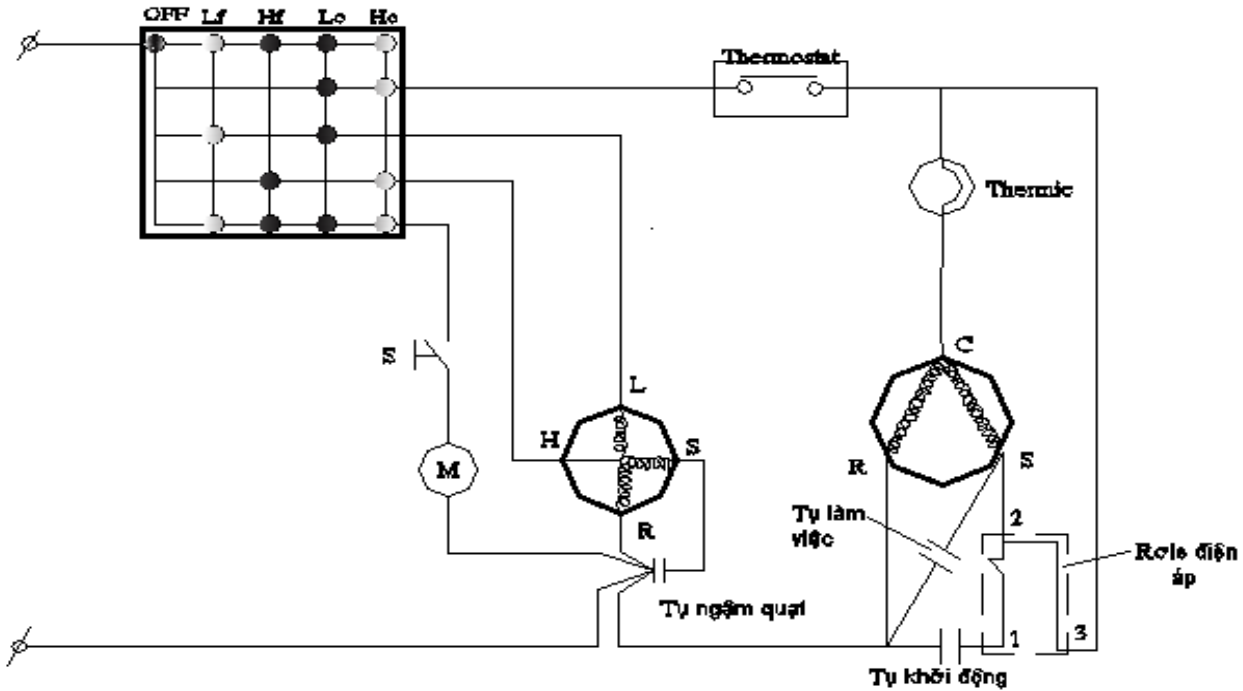 OFF Lf Hf Lc Hc
Thermostat
Thermic
C
S
L
H
S
M
R
S
R
Tụ làm
việc
2
Rơle điện
áp
Tụ ngậm quạt
1
3
Tụ khởi động